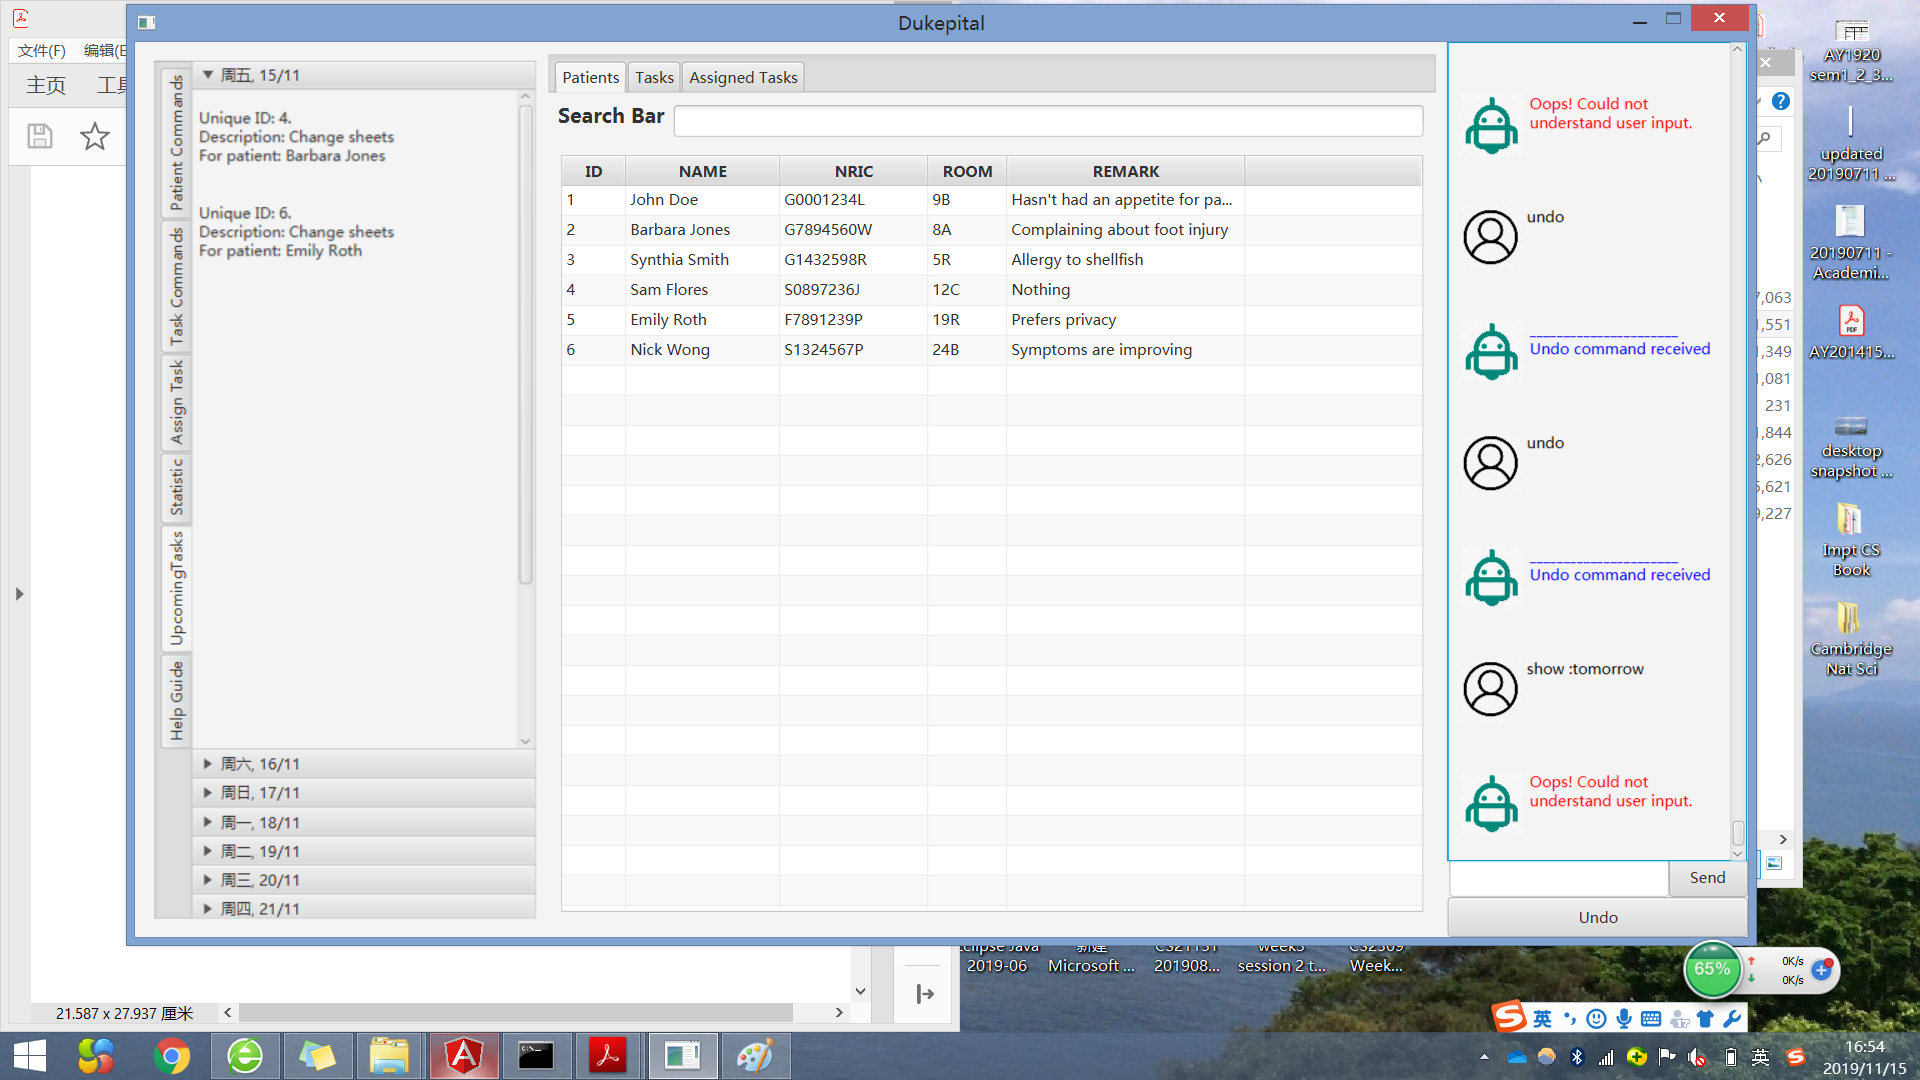 Dukepital
文件(F)
编辑(E
主页
工具
Patient Commands
Task Commands
Assign Task
Statistic
UpcomingTasks
Help Guide
周五, 15/11
Unique ID: 4.
Description: Change sheets
For patient: Barbara Jones
Unique ID: 6.
Description: Change sheets
For patient: Emily Roth
周六, 16/11
周日, 17/11
周一, 18/11
周二, 19/11
周三, 20/11
周四, 21/11
Patients Tasks Assigned Tasks
Search Bar
ID NAME NRIC ROOM REMARK
1 John Doe G0001234L 9B Hasn't had an appetite for pa...
2 Barbara Jones G7894560W 8A Complaining about foot injury
3 Synthia Smith G1432598R 5R Allergy to shellfish
4 Sam Flores S0897236J 12C Nothing
5 Emily Roth F7891239P 19R Prefers privacy
6 Nick Wong S1324567P 24B Symptoms are improving
Oops! Could not
understand user input.
undo
______________________
Undo command received
undo
______________________
Undo command received
show :tomorrow
Oops! Could not
understand user input.
Send
Undo
7,063
1,551
1,349
1,081
231
1,844
2,626
5,621
9,227
AY1920
sem1_2_3...
updated
20190711 ...
20190711 -
Academi...
PDF
AY201415...
desktop
snapshot ...
Impt CS
Book
Cambridge
Nat Sci
Eclipse Java
2019-06
新建
Microsoft ...
CS2113T
201908...
week5
session 2 t...
CS2309
Week...
65%
0K/s
0K/s
英
21.587 x 27.937 厘米
英
16:54
2019/11/15